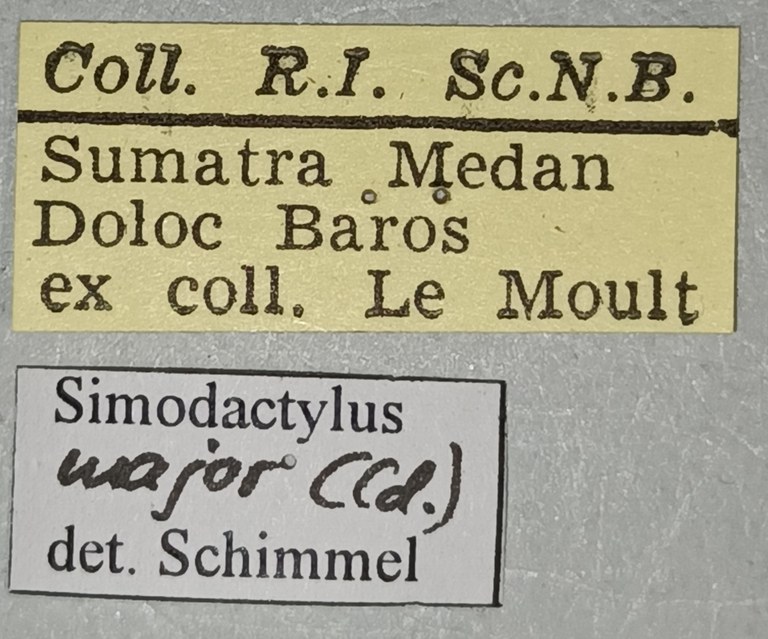 Coll. R.I. Sc.N.B.
Sumatra Medan
Doloc Baros
ex coll. Le Moult
Simodactylus
major (Cd.)
det. Schimmel